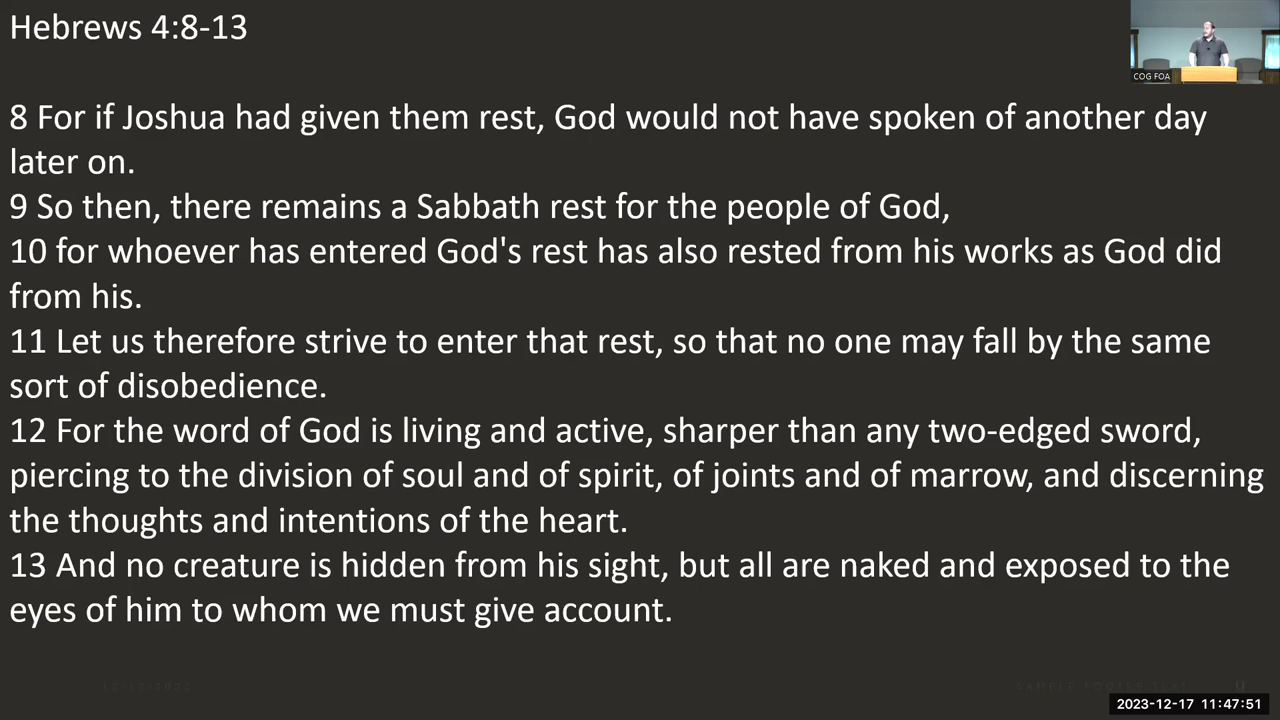 Hebrews 4:8-13
COG FOA
8 For if Joshua had given them rest, God would not have spoken of another day
later on.
9 So then, there remains a Sabbath rest for the people of God,
10 for whoever has entered God's rest has also rested from his works as God did
from his.
11 Let us therefore strive to enter that rest, so that no one may fall by the same
sort of disobedience.
12 For the word of God is living and active, sharper than any two-edged sword,
piercing to the division of soul and of spirit, of joints and of marrow, and discerning
the thoughts and intentions of the heart.
13 And no creature is hidden from his sight, but all are naked and exposed to the
eyes of him to whom we must give account.
SAMPLE FOOTER TEXT
2023-12-17 11:47:51